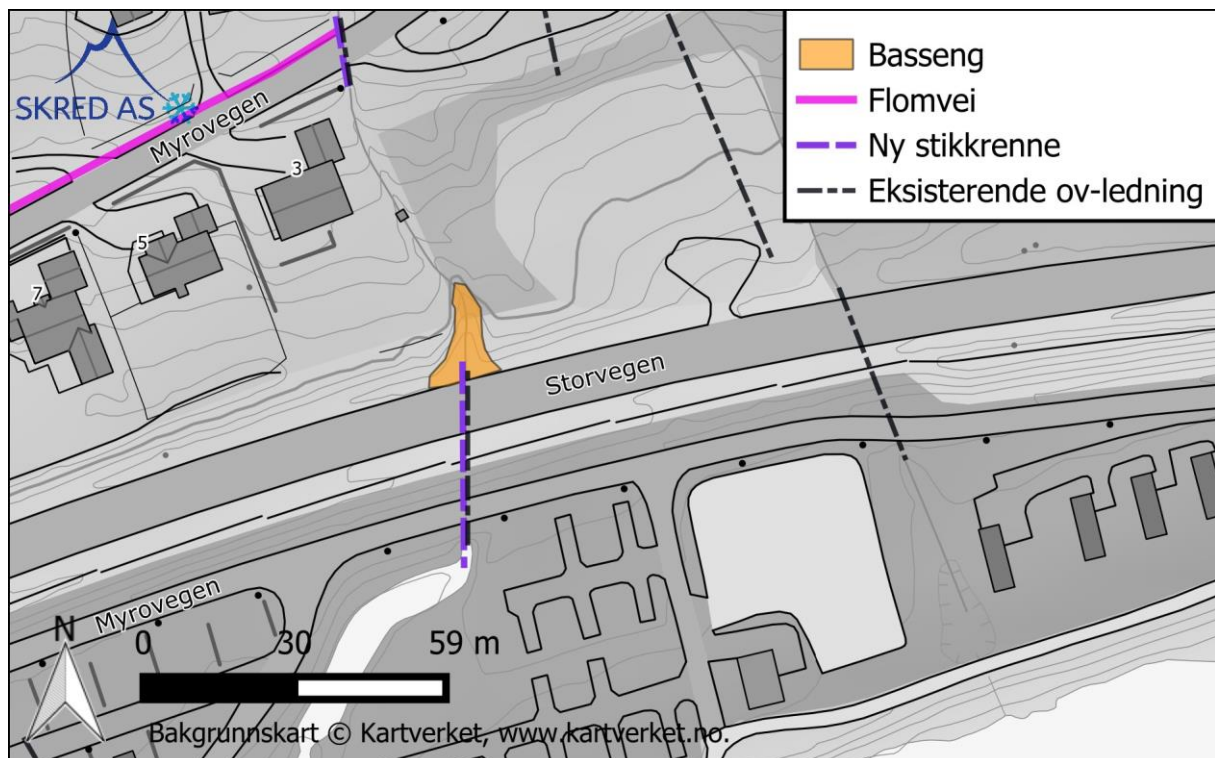 SKRED AS
Myrovegen
3
5
7
Basseng
Flomvei
Ny stikkrenne
Eksisterende ov-ledning
Storvegen
Myrovegen
N
0 30 59 m
Bakgrunnskart © Kartverket, www.kartverket.no.